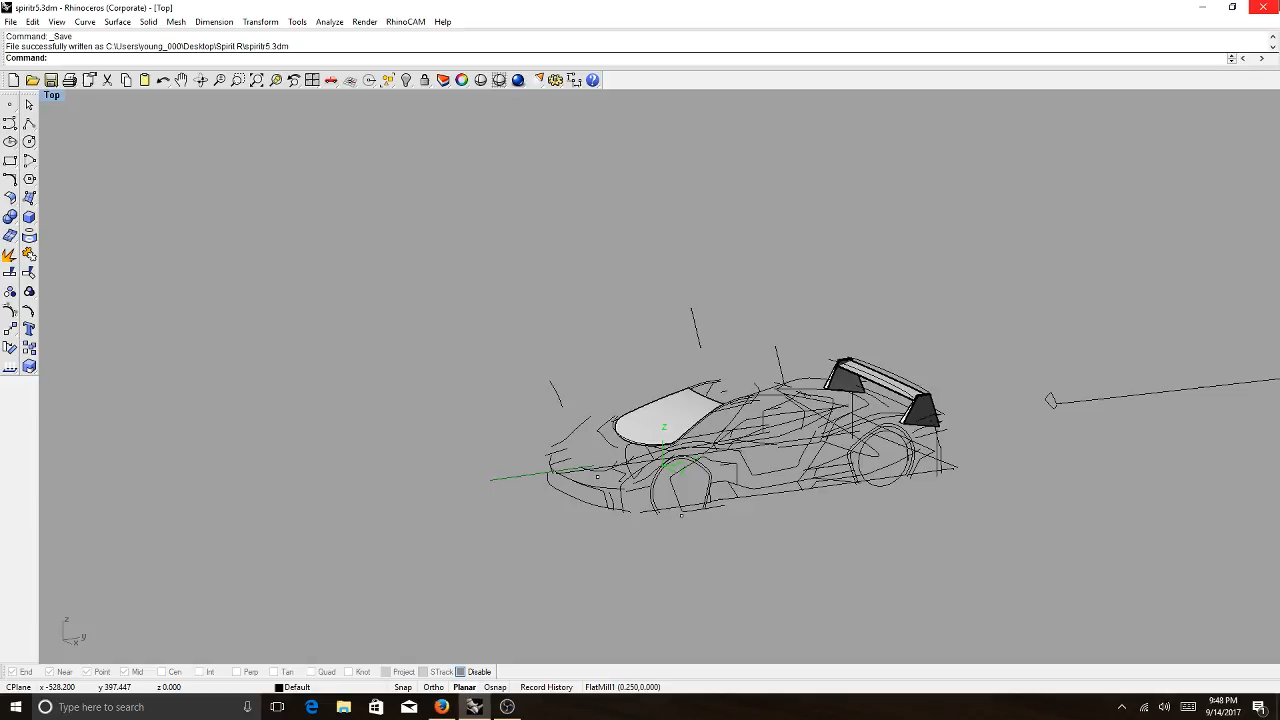 spiritr5.3dm - Rhinoceros (Corporate) - [Top]
File Edit View Curve Surface Solid Mesh Dimension Transform Tools Analyze Render RhinoCAM Help
Command: _Save
File successfully written as C:\Users\young_000\Desktop\Spirit R\spiritr5.3dm
Command:
Top
z
z
y
x
End Near Point Mid Cen Int Perp Tan Quad Knot Project STrack Disable
CPlane x -528.200 y 397.447 z 0.000 Default Snap Ortho Planar Osnap Record History FlatMill1 (0.250,0.000)
Type here to search
9:48 PM
9/14/2017